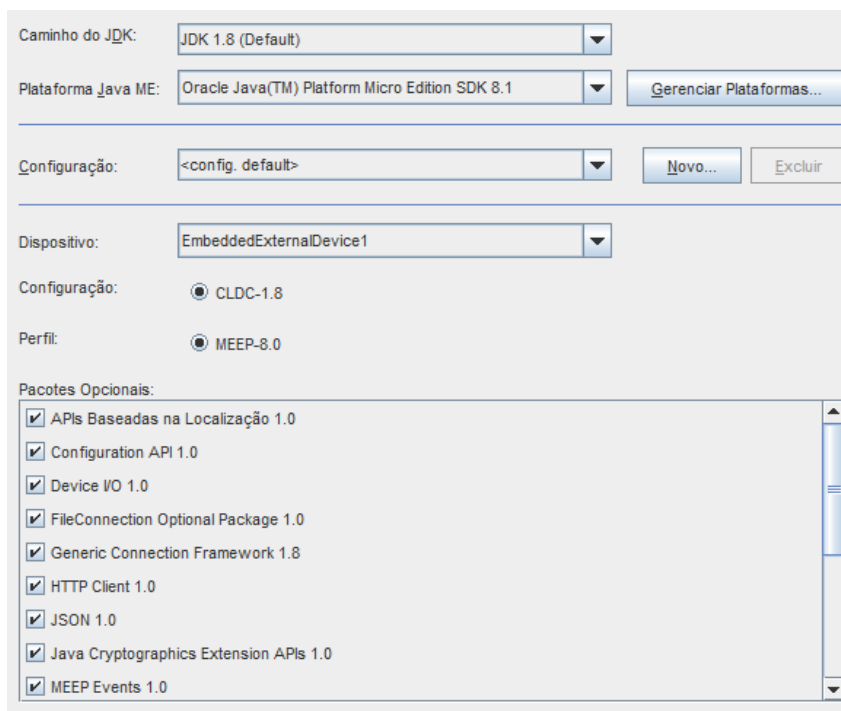 Caminho do JDK: JDK 1.8 (Default)
Plataforma Java ME: Oracle Java(TM) Platform Micro Edition SDK 8.1 Gerenciar Plataformas...
Configuração: <config. default> Novo... Excluir
Dispositivo: EmbeddedExternalDevice1
Configuração: CLDC-1.8
Perfil: MEEP-8.0
Pacotes Opcionais:
APIs Baseadas na Localização 1.0
Configuration API 1.0
Device I/O 1.0
FileConnection Optional Package 1.0
Generic Connection Framework 1.8
HTTP Client 1.0
JSON 1.0
Java Cryptographics Extension APIs 1.0
MEEP Events 1.0